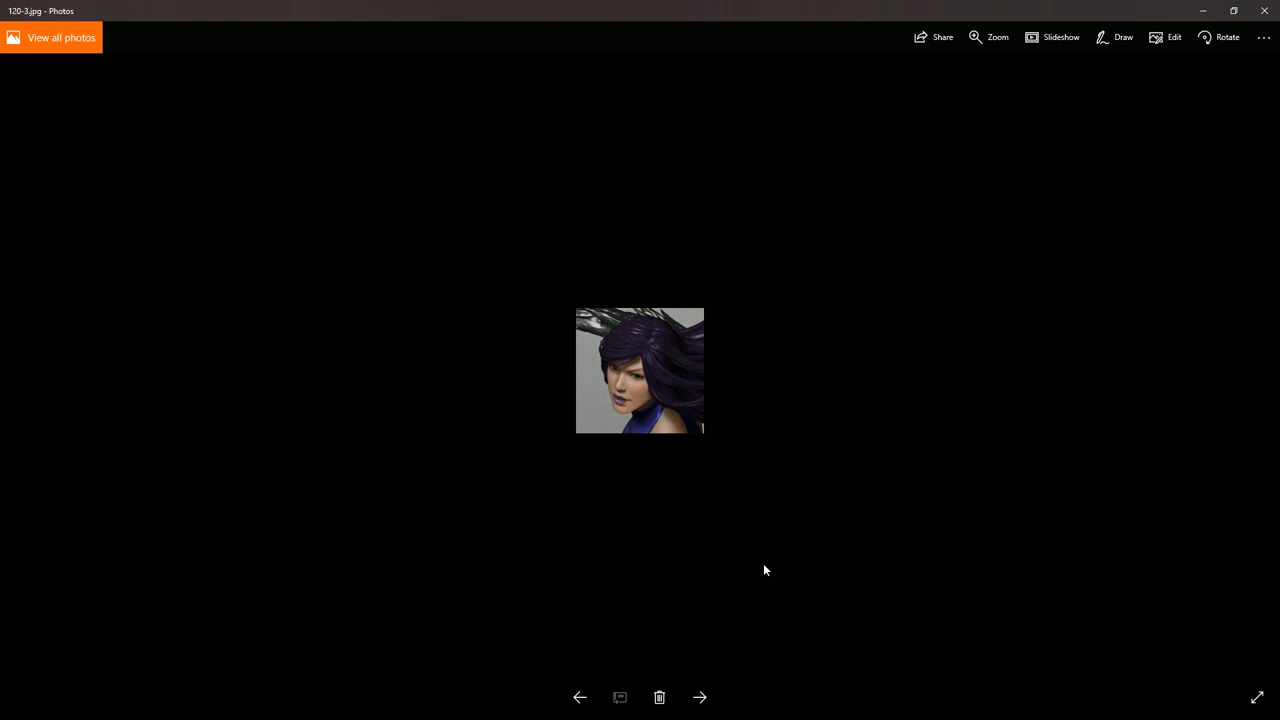 120-3.jpg - Photos
View all photos
Share
Zoom
Slideshow
Draw
Edit
Rotate